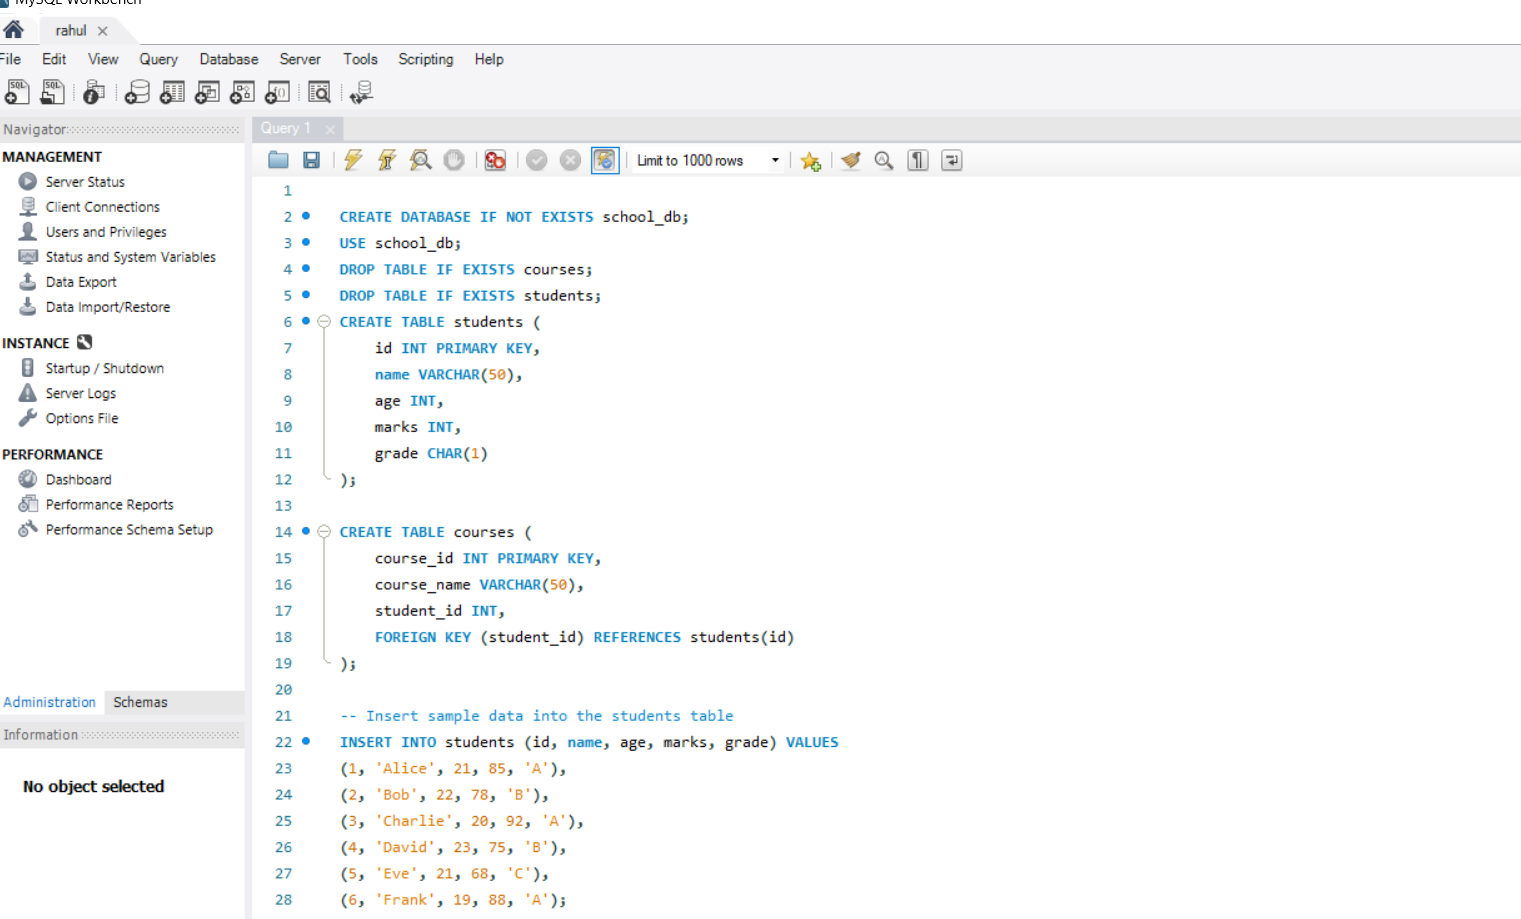 MySQL Workbench
rahul
File Edit View Query Database Server Tools Scripting Help
Navigator
MANAGEMENT
Server Status
Client Connections
Users and Privileges
Status and System Variables
Data Export
Data Import/Restore
INSTANCE
Startup / Shutdown
Server Logs
Options File
PERFORMANCE
Dashboard
Performance Reports
Performance Schema Setup
Administration Schemas
Information
No object selected
Query 1
Limit to 1000 rows
1
2 CREATE DATABASE IF NOT EXISTS school_db;
3 USE school_db;
4 DROP TABLE IF EXISTS courses;
5 DROP TABLE IF EXISTS students;
6 CREATE TABLE students (
7 id INT PRIMARY KEY,
8 name VARCHAR(50),
9 age INT,
10 marks INT,
11 grade CHAR(1)
12 );
13
14 CREATE TABLE courses (
15 course_id INT PRIMARY KEY,
16 course_name VARCHAR(50),
17 student_id INT,
18 FOREIGN KEY (student_id) REFERENCES students(id)
19 );
20
21 -- Insert sample data into the students table
22 INSERT INTO students (id, name, age, marks, grade) VALUES
23 (1, 'Alice', 21, 85, 'A'),
24 (2, 'Bob', 22, 78, 'B'),
25 (3, 'Charlie', 20, 92, 'A'),
26 (4, 'David', 23, 75, 'B'),
27 (5, 'Eve', 21, 68, 'C'),
28 (6, 'Frank', 19, 88, 'A');